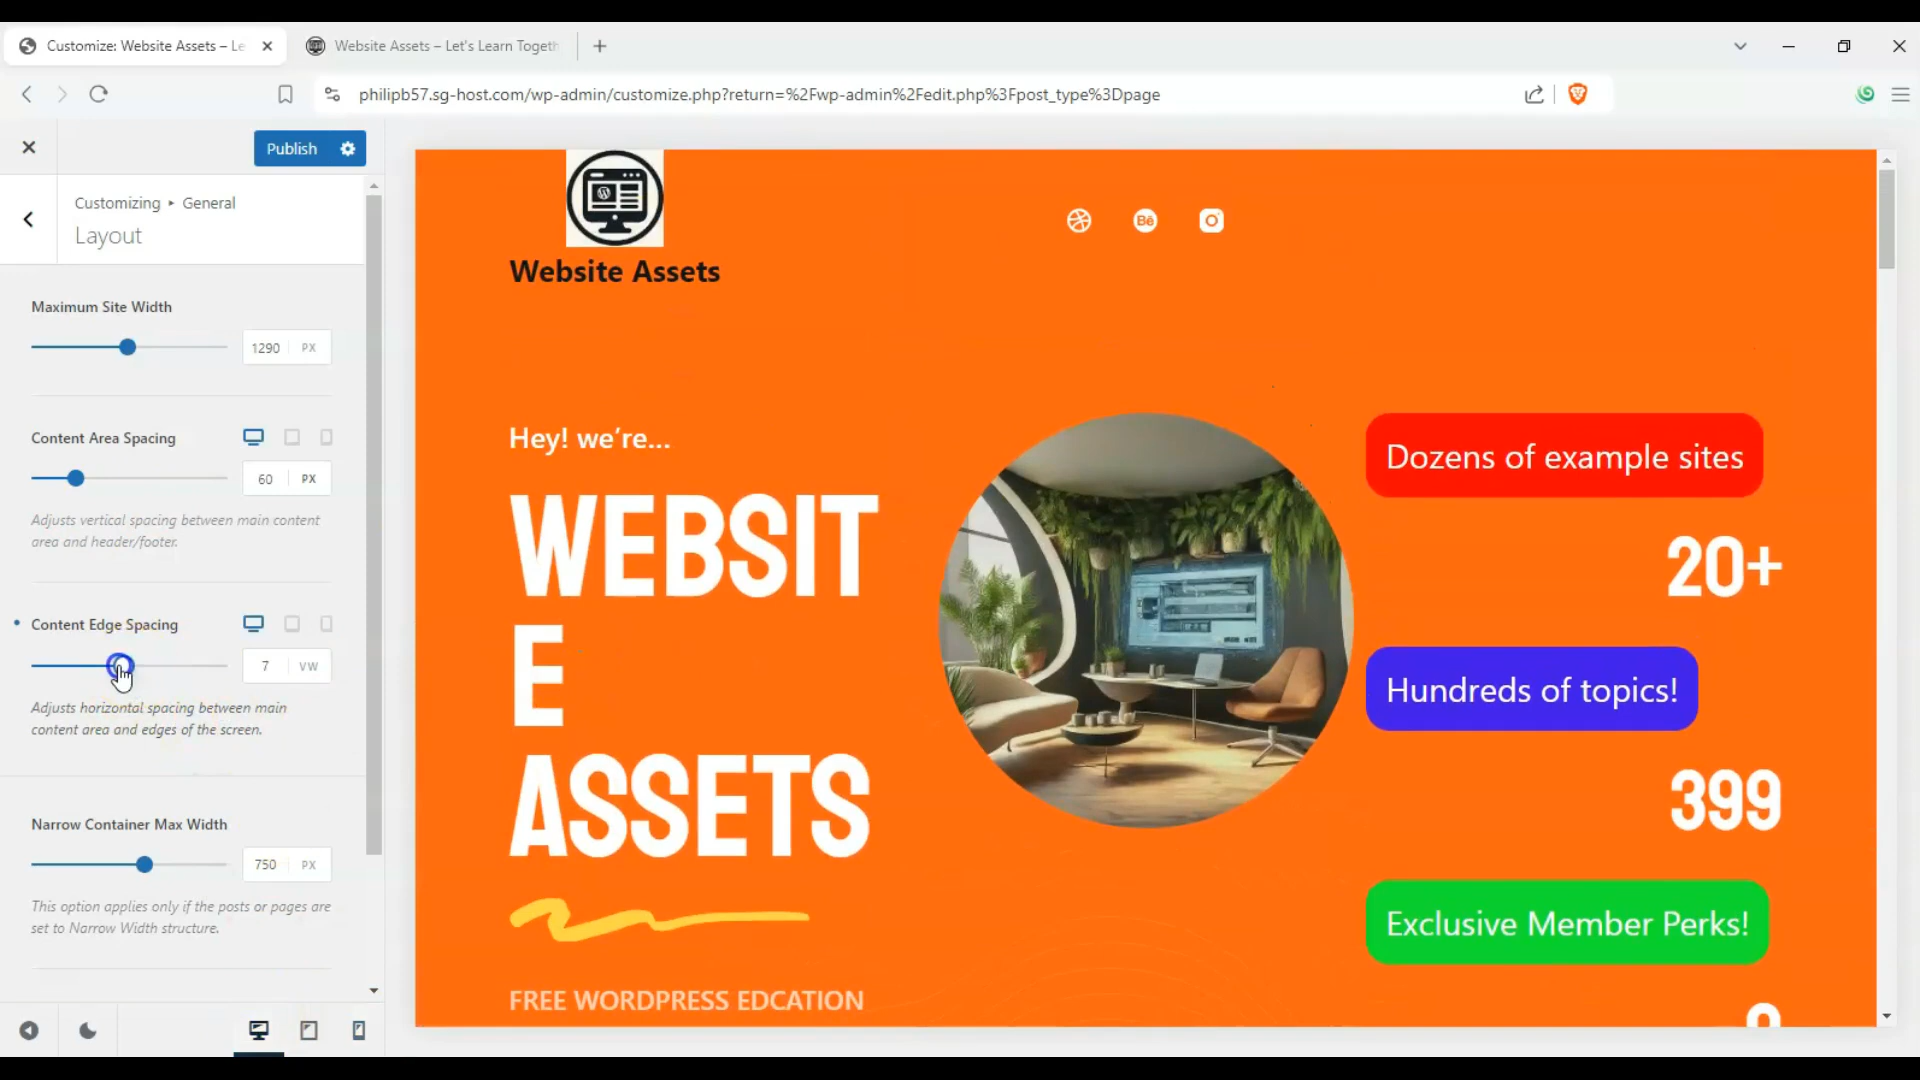 Customize: Website Assets – Le
Website Assets – Let's Learn Togeth
philipb57.sg-host.com/wp-admin/customize.php?return=%2Fwp-admin%2Fedit.php%3Fpost_type%3Dpage
Publish
Customizing ▸ General
Layout
Maximum Site Width
1290 PX
Content Area Spacing
60 PX
Adjusts vertical spacing between main content
area and header/footer.
Content Edge Spacing
7 VW
Adjusts horizontal spacing between main
content area and edges of the screen.
Narrow Container Max Width
750 PX
This option applies only if the posts or pages are
set to Narrow Width structure.
Bē
Website Assets
Hey! we're...
WEBSIT
E
ASSETS
FREE WORDPRESS EDCATION
Dozens of example sites
20+
Hundreds of topics!
399
Exclusive Member Perks!